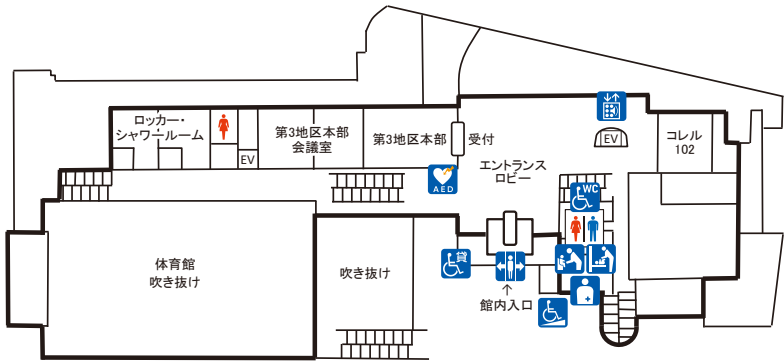 ロッカー・
シャワールーム
EV
第3地区本部
会議室
第3地区本部
受付
AED
エントランス
ロビー
EV
コレル
102
WC
体育館
吹き抜け
吹き抜け
貸
↑
館内入口